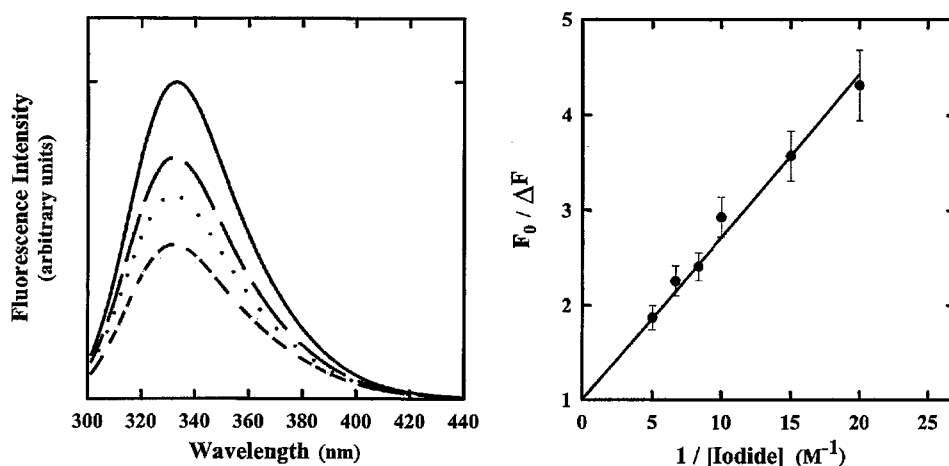 Fluorescence Intensity
(arbitrary units)
300 320 340 360 380 400 420 440
Wavelength (nm)
F₀ / ΔF
5
4
3
2
1
0 5 10 15 20 25
1 / [Iodide] (M⁻¹)